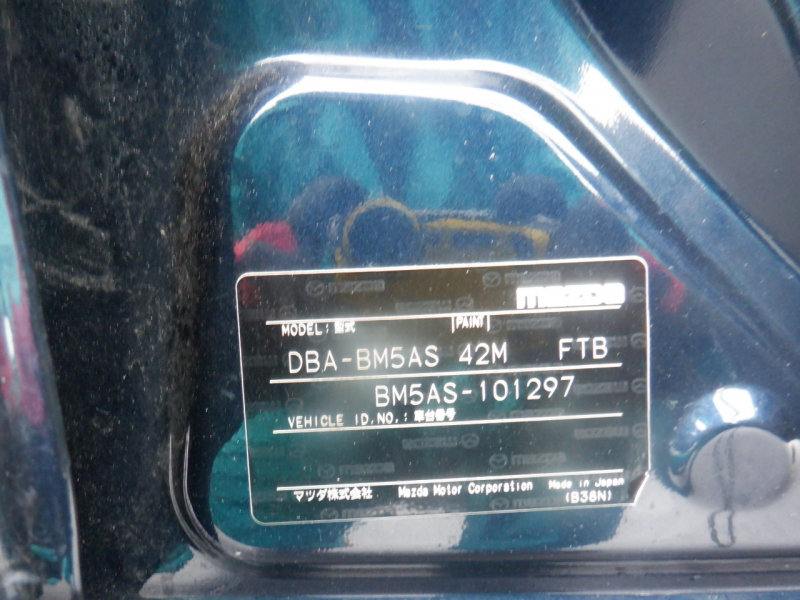 mazda
MODEL:型式 PAINT
DBA-BM5AS 42M FTB
BM5AS-101297
VEHICLE ID.NO.:車台番号
マツダ株式会社 Mazda Motor Corporation Made in Japan
(B38N)